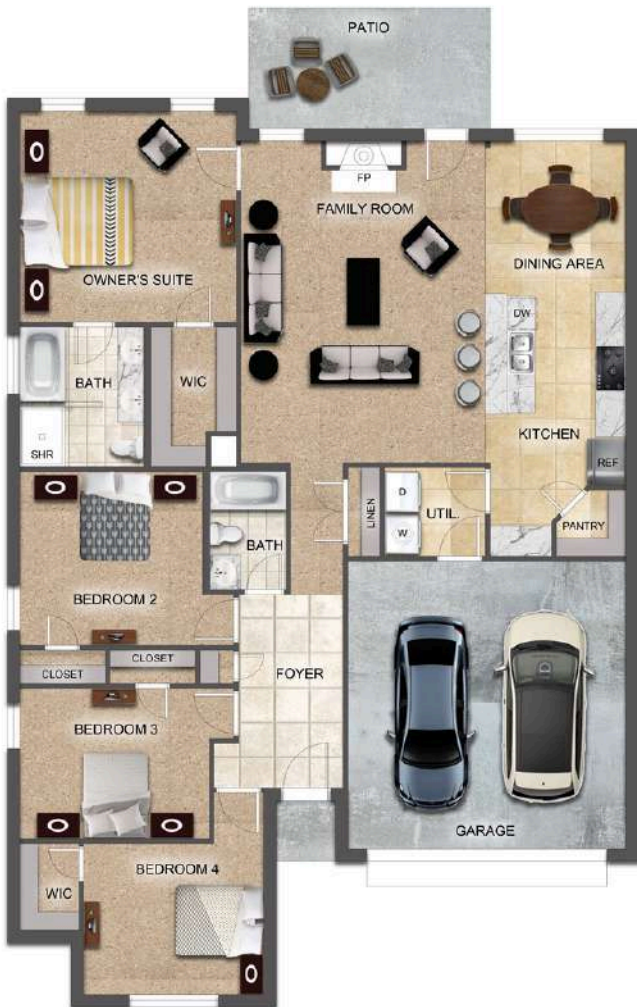 PATIO
FP
FAMILY ROOM
OWNER'S SUITE
DINING AREA
DW
BATH
WIC
KITCHEN
SHR
REF
D
LINEN
UTIL.
W
PANTRY
BATH
BEDROOM 2
CLOSET
CLOSET
FOYER
BEDROOM 3
GARAGE
BEDROOM 4
WIC